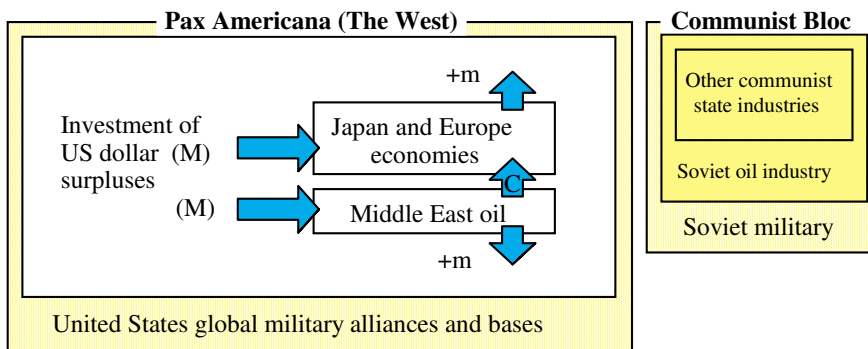 Pax Americana (The West)
+m
Investment of
US dollar (M)
surpluses
Japan and Europe
economies
C
(M)
Middle East oil
+m
United States global military alliances and bases
Communist Bloc
Other communist
state industries
Soviet oil industry
Soviet military